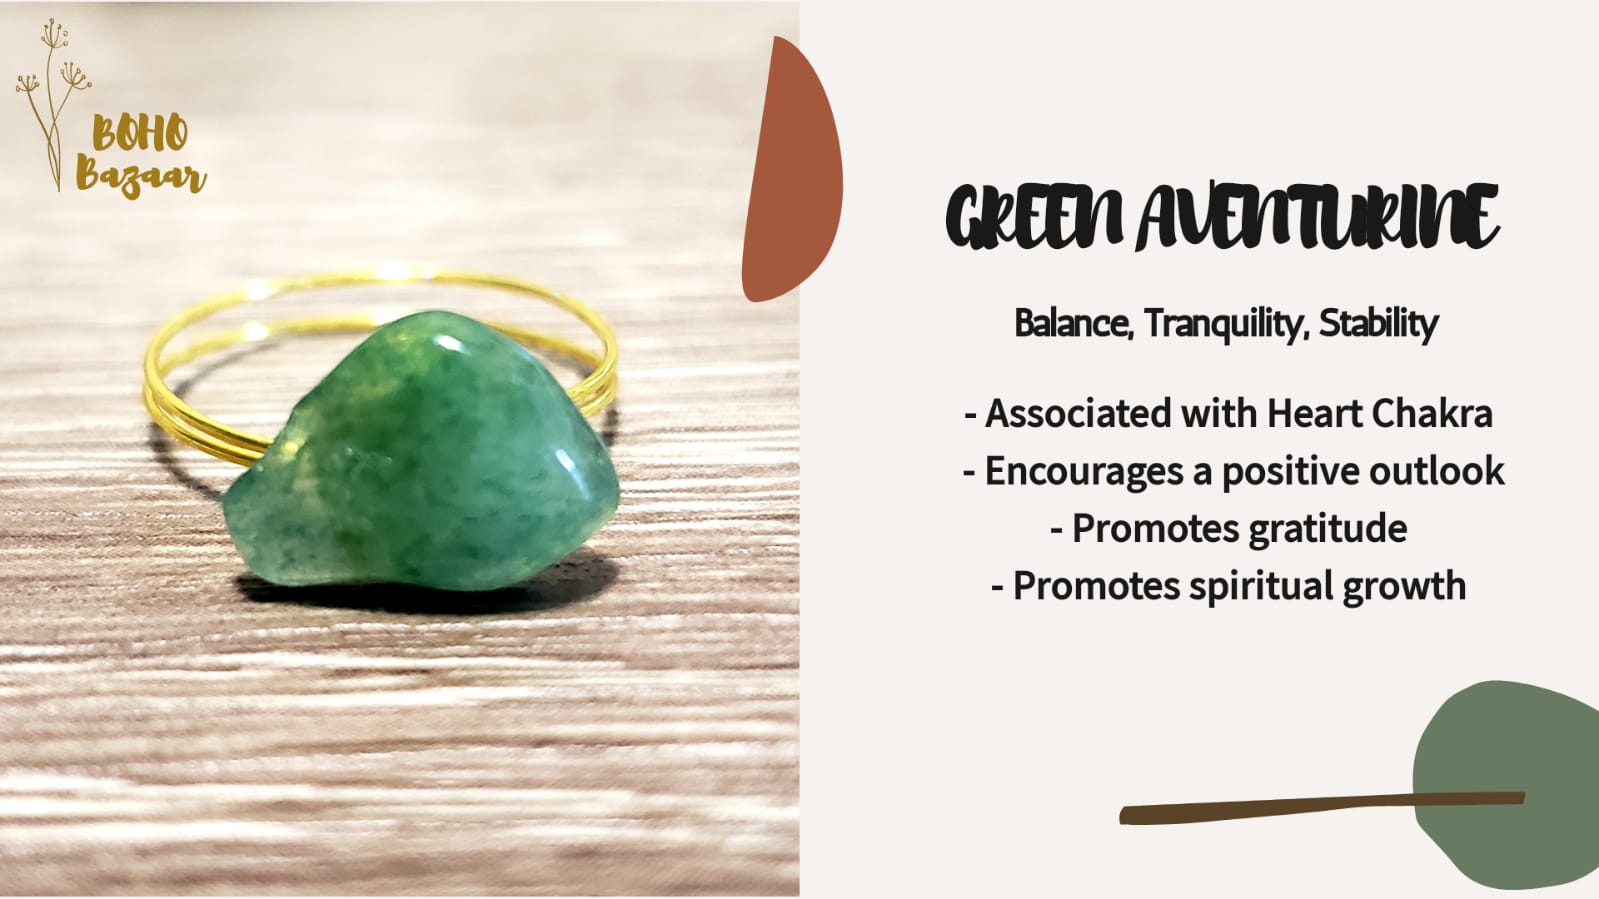 BOHO
Bazaar
GREEN AVENTURINE
Balance, Tranquility, Stability
- Associated with Heart Chakra
- Encourages a positive outlook
- Promotes gratitude
- Promotes spiritual growth